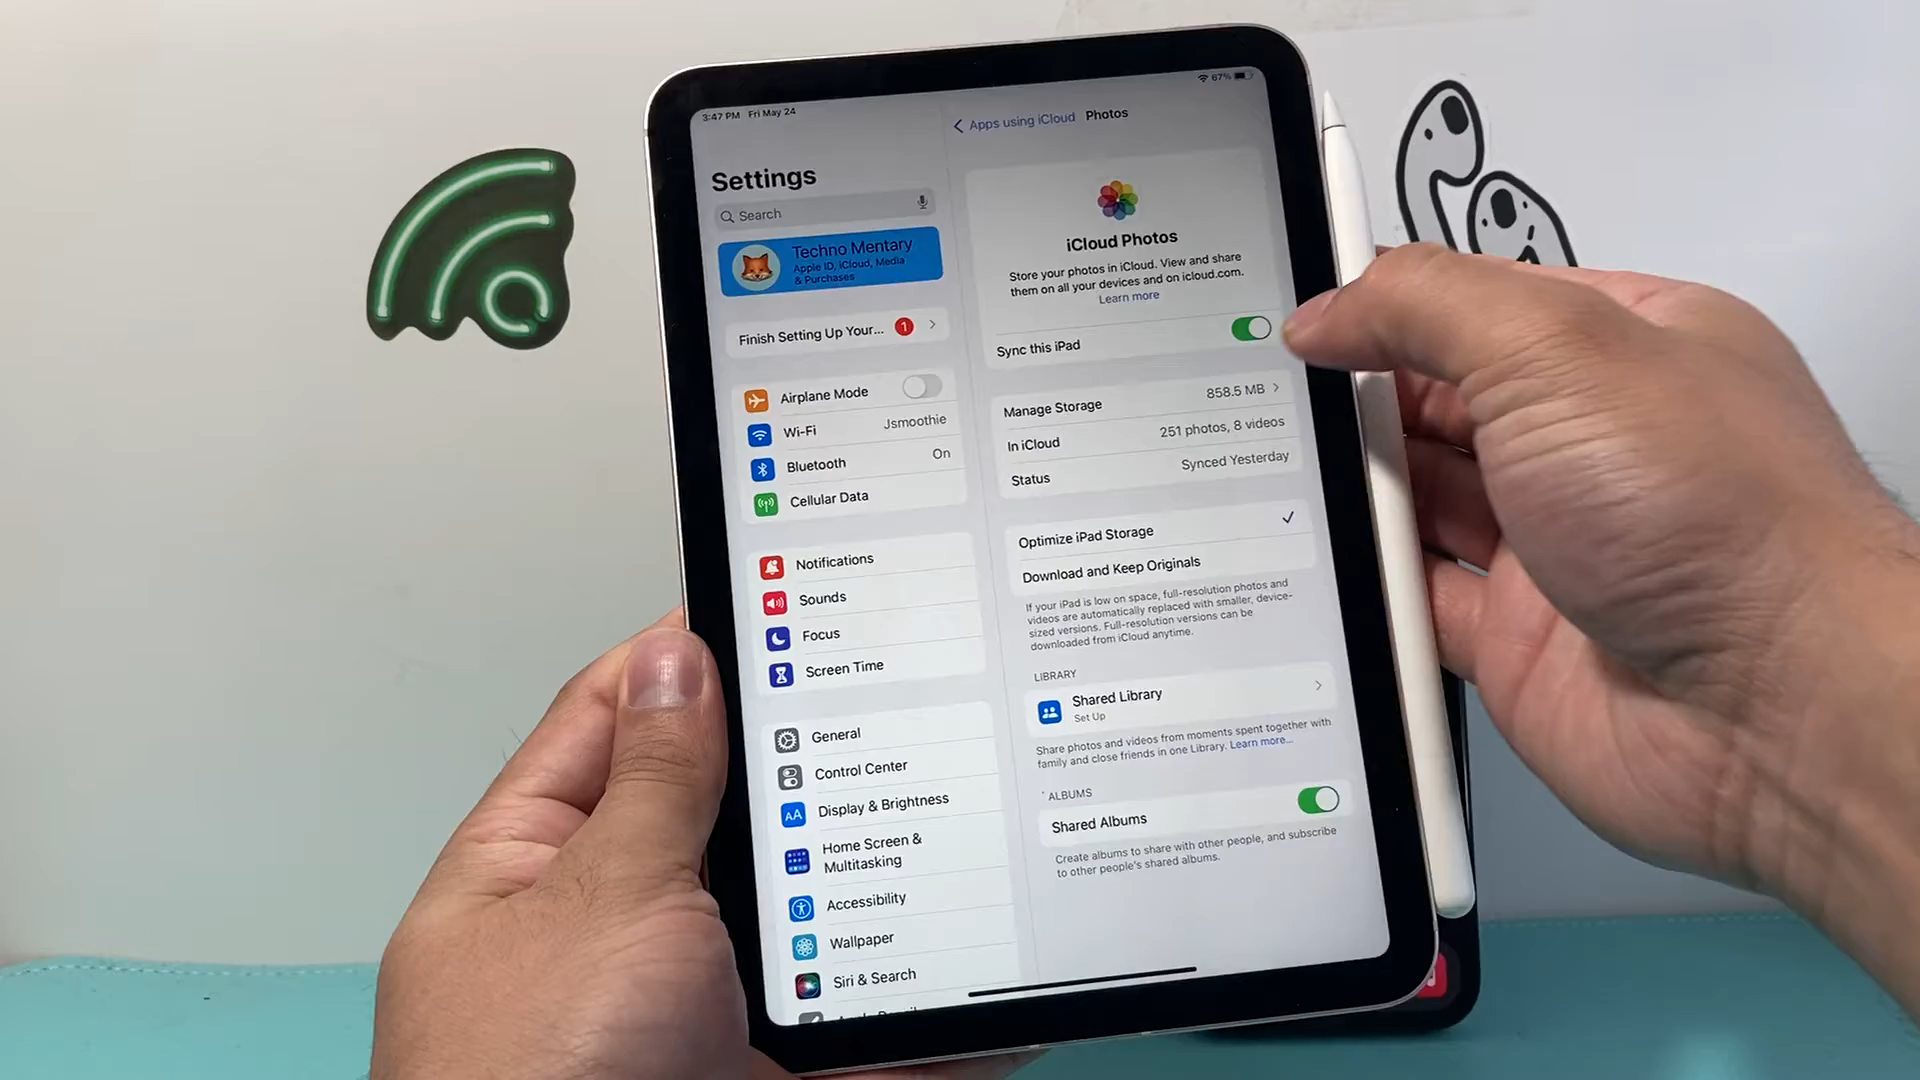 3:47 PM Fri May 24
67%
Settings
Search
Techno Mentary
Apple ID, iCloud, Media
& Purchases
Finish Setting Up Your... 1
Airplane Mode
Wi-Fi Jsmoothie
Bluetooth On
Cellular Data
Notifications
Sounds
Focus
Screen Time
General
Control Center
AA Display & Brightness
Home Screen &
Multitasking
Accessibility
Wallpaper
Siri & Search
Apps using iCloud Photos
iCloud Photos
Store your photos in iCloud. View and share
them on all your devices and on icloud.com.
Learn more
Sync this iPad
Manage Storage 858.5 MB
In iCloud 251 photos, 8 videos
Status Synced Yesterday
Optimize iPad Storage
Download and Keep Originals
If your iPad is low on space, full-resolution photos and
videos are automatically replaced with smaller, device-
sized versions. Full-resolution versions can be
downloaded from iCloud anytime.
LIBRARY
Shared Library
Set Up
Share photos and videos from moments spent together with
family and close friends in one Library. Learn more...
ALBUMS
Shared Albums
Create albums to share with other people, and subscribe
to other people's shared albums.